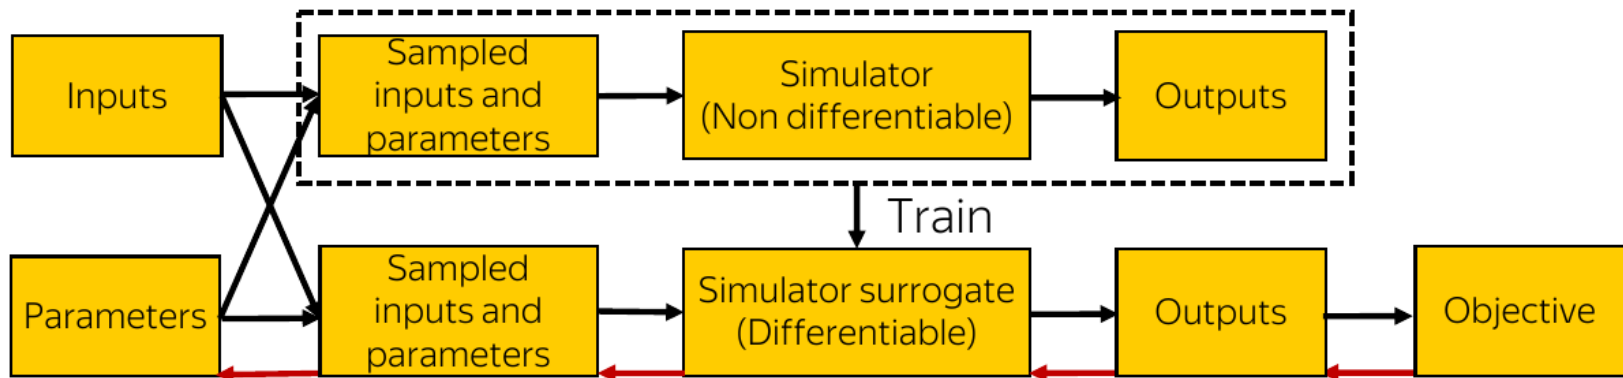 Inputs
Sampled
inputs and
parameters
Simulator
(Non differentiable)
Outputs
Train
Parameters
Sampled
inputs and
parameters
Simulator surrogate
(Differentiable)
Outputs
Objective